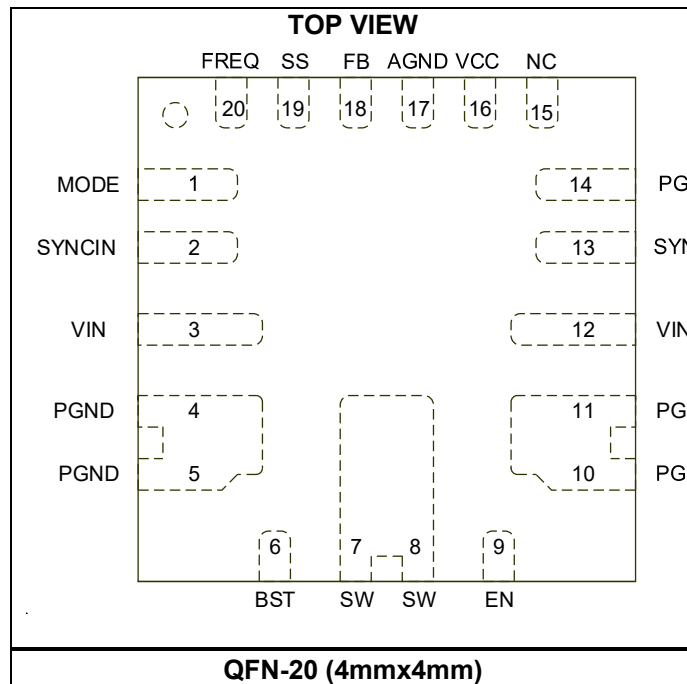 TOP VIEW
FREQ SS FB AGND VCC NC
20 19 18 17 16 15
MODE 1 14 PG
SYNCIN 2 13 SYN
VIN 3 12 VIN
PGND 4 11 PG
PGND 5 10 PG
6 7 8 9
BST SW SW EN
QFN-20 (4mmx4mm)